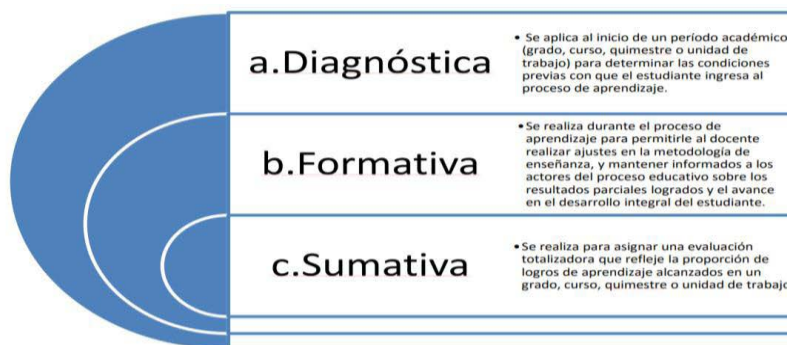 a.Diagnóstica
• Se aplica al inicio de un período académico
(grado, curso, quimestre o unidad de
trabajo) para determinar las condiciones
previas con que el estudiante ingresa al
proceso de aprendizaje.
b.Formativa
•Se realiza durante el proceso de
aprendizaje para permitirle al docente
realizar ajustes en la metodología de
enseñanza, y mantener informados a los
actores del proceso educativo sobre los
resultados parciales logrados y el avance
en el desarrollo integral del estudiante.
c.Sumativa
•Se realiza para asignar una evaluación
totalizadora que refleje la proporción de
logros de aprendizaje alcanzados en un
grado, curso, quimestre o unidad de trabajo